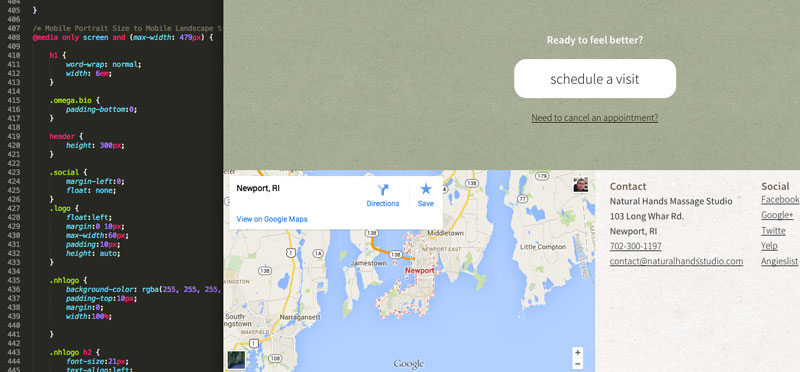 404
405 }
406
407 /* Mobile Portrait Size to Mobile Landscape S
408 @media only screen and (max-width: 479px) {
409
410 h1 {
411 word-wrap: normal;
412 width: 6em;
413 }
414
415 .omega.bio {
416 padding-bottom:0;
417 }
418
419 header {
420 height: 300px;
421 }
422
423 .social {
424 margin-left:0;
425 float: none;
426 }
427 .logo {
428 float:left;
429 margin:0 10px;
430 max-width:60px;
431 padding:10px;
432 height: auto;
433 }
434
435 .nhlogo {
436 background-color: rgba(255, 255, 255,
437 padding-top:10px;
438 margin:0;
439 width:100%;
440
441 }
442
443 .nhlogo h2 {
444 font-size:21px;
445 text-align:left;
Ready to feel better?
schedule a visit
Need to cancel an appointment?
Newport, RI
Directions
Save
View on Google Maps
138
Middletown
NEWPORT-EAST
Little Compton
Jamestown
138
138
Newport
South
Kingstown
Narragansett
WAKEFIELD
Google
+
−
Contact
Natural Hands Massage Studio
103 Long Whar Rd.
Newport, RI
702-300-1197
contact@naturalhandsstudio.com
Social
Facebook
Google+
Twitte
Yelp
Angieslist